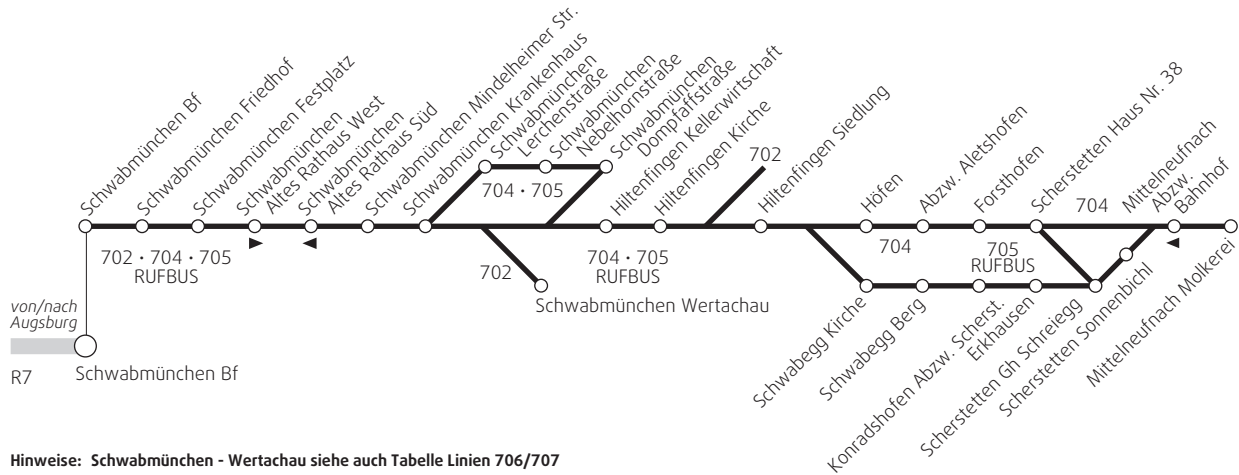 Schwabmünchen Bf
Schwabmünchen Friedhof
Schwabmünchen Festplatz
Schwabmünchen
Altes Rathaus West
Schwabmünchen
Altes Rathaus Süd
Schwabmünchen Mindelheimer Str.
Schwabmünchen Krankenhaus
Schwabmünchen
Lerchenstraße
Schwabmünchen
Nebelhornstraße
Schwabmünchen
Dompfaffstraße
Hiltenfingen Kellerwirtschaft
Hiltenfingen Kirche
702
Hiltenfingen Siedlung
Höfen
Abzw. Aletshofen
Forsthofen
Scherstetten Haus Nr. 38
704
Mittelneufnach
Abzw.
Bahnhof
704 • 705
702 • 704 • 705
RUFBUS
702
704 • 705
RUFBUS
704
705
RUFBUS
Schwabmünchen Wertachau
von/nach
Augsburg
R7
Schwabmünchen Bf
Schwabegg Kirche
Schwabegg Berg
Konradshofen Abzw. Scherst.
Erkhausen
Scherstetten Gh Schreiegg
Scherstetten Sonnenbichl
Mittelneufnach Molkerei
Hinweise: Schwabmünchen - Wertachau siehe auch Tabelle Linien 706/707